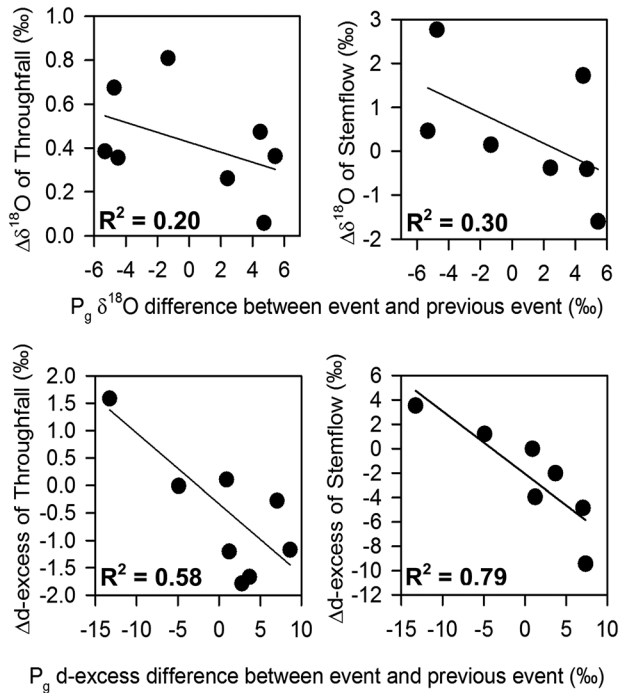 Δδ¹⁸O of Throughfall (‰)
1.0
0.8
0.6
0.4
0.2
0.0
R² = 0.20
-6 -4 -2 0 2 4 6
Δδ¹⁸O of Stemflow (‰)
3
2
1
0
-1
-2
R² = 0.30
-6 -4 -2 0 2 4 6
Pg δ¹⁸O difference between event and previous event (‰)
Δd-excess of Throughfall (‰)
2.0
1.5
1.0
0.5
0.0
-0.5
-1.0
-1.5
-2.0
R² = 0.58
-15 -10 -5 0 5 10
Δd-excess of Stemflow (‰)
6
4
2
0
-2
-4
-6
-8
-10
-12
R² = 0.79
-15 -10 -5 0 5 10
Pg d-excess difference between event and previous event (‰)